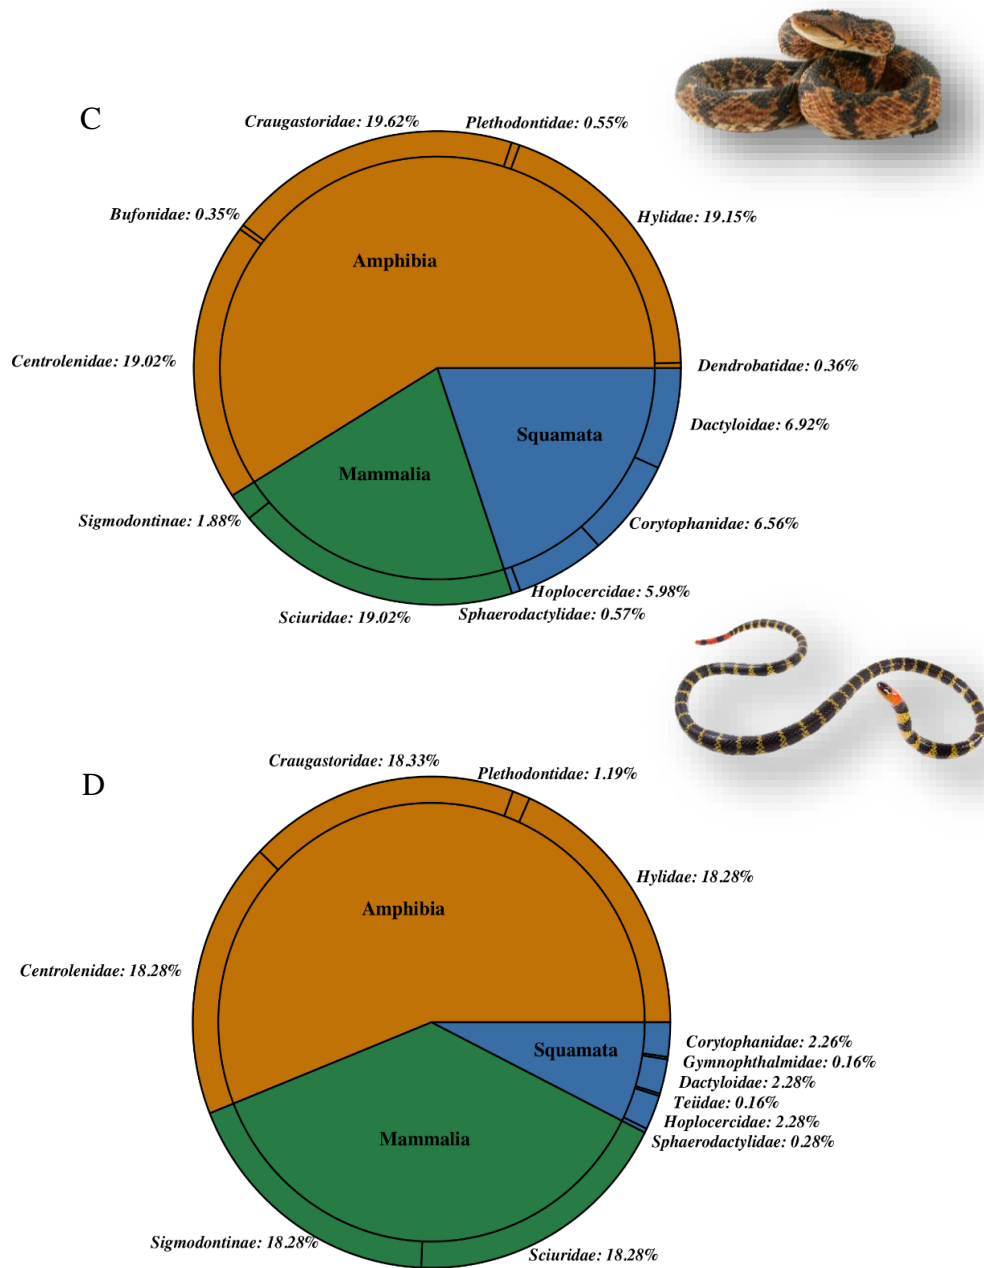 C
Craugastoridae: 19.62%
Plethodontidae: 0.55%
Bufonidae: 0.35%
Hylidae: 19.15%
Amphibia
Centrolenidae: 19.02%
Dendrobatidae: 0.36%
Dactyloidae: 6.92%
Squamata
Mammalia
Sigmodontinae: 1.88%
Corytophanidae: 6.56%
Hoplocercidae: 5.98%
Sciuridae: 19.02%
Sphaerodactylidae: 0.57%
D
Craugastoridae: 18.33%
Plethodontidae: 1.19%
Hylidae: 18.28%
Amphibia
Centrolenidae: 18.28%
Squamata
Corytophanidae: 2.26%
Gymnophthalmidae: 0.16%
Dactyloidae: 2.28%
Teiidae: 0.16%
Hoplocercidae: 2.28%
Sphaerodactylidae: 0.28%
Mammalia
Sigmodontinae: 18.28%
Sciuridae: 18.28%